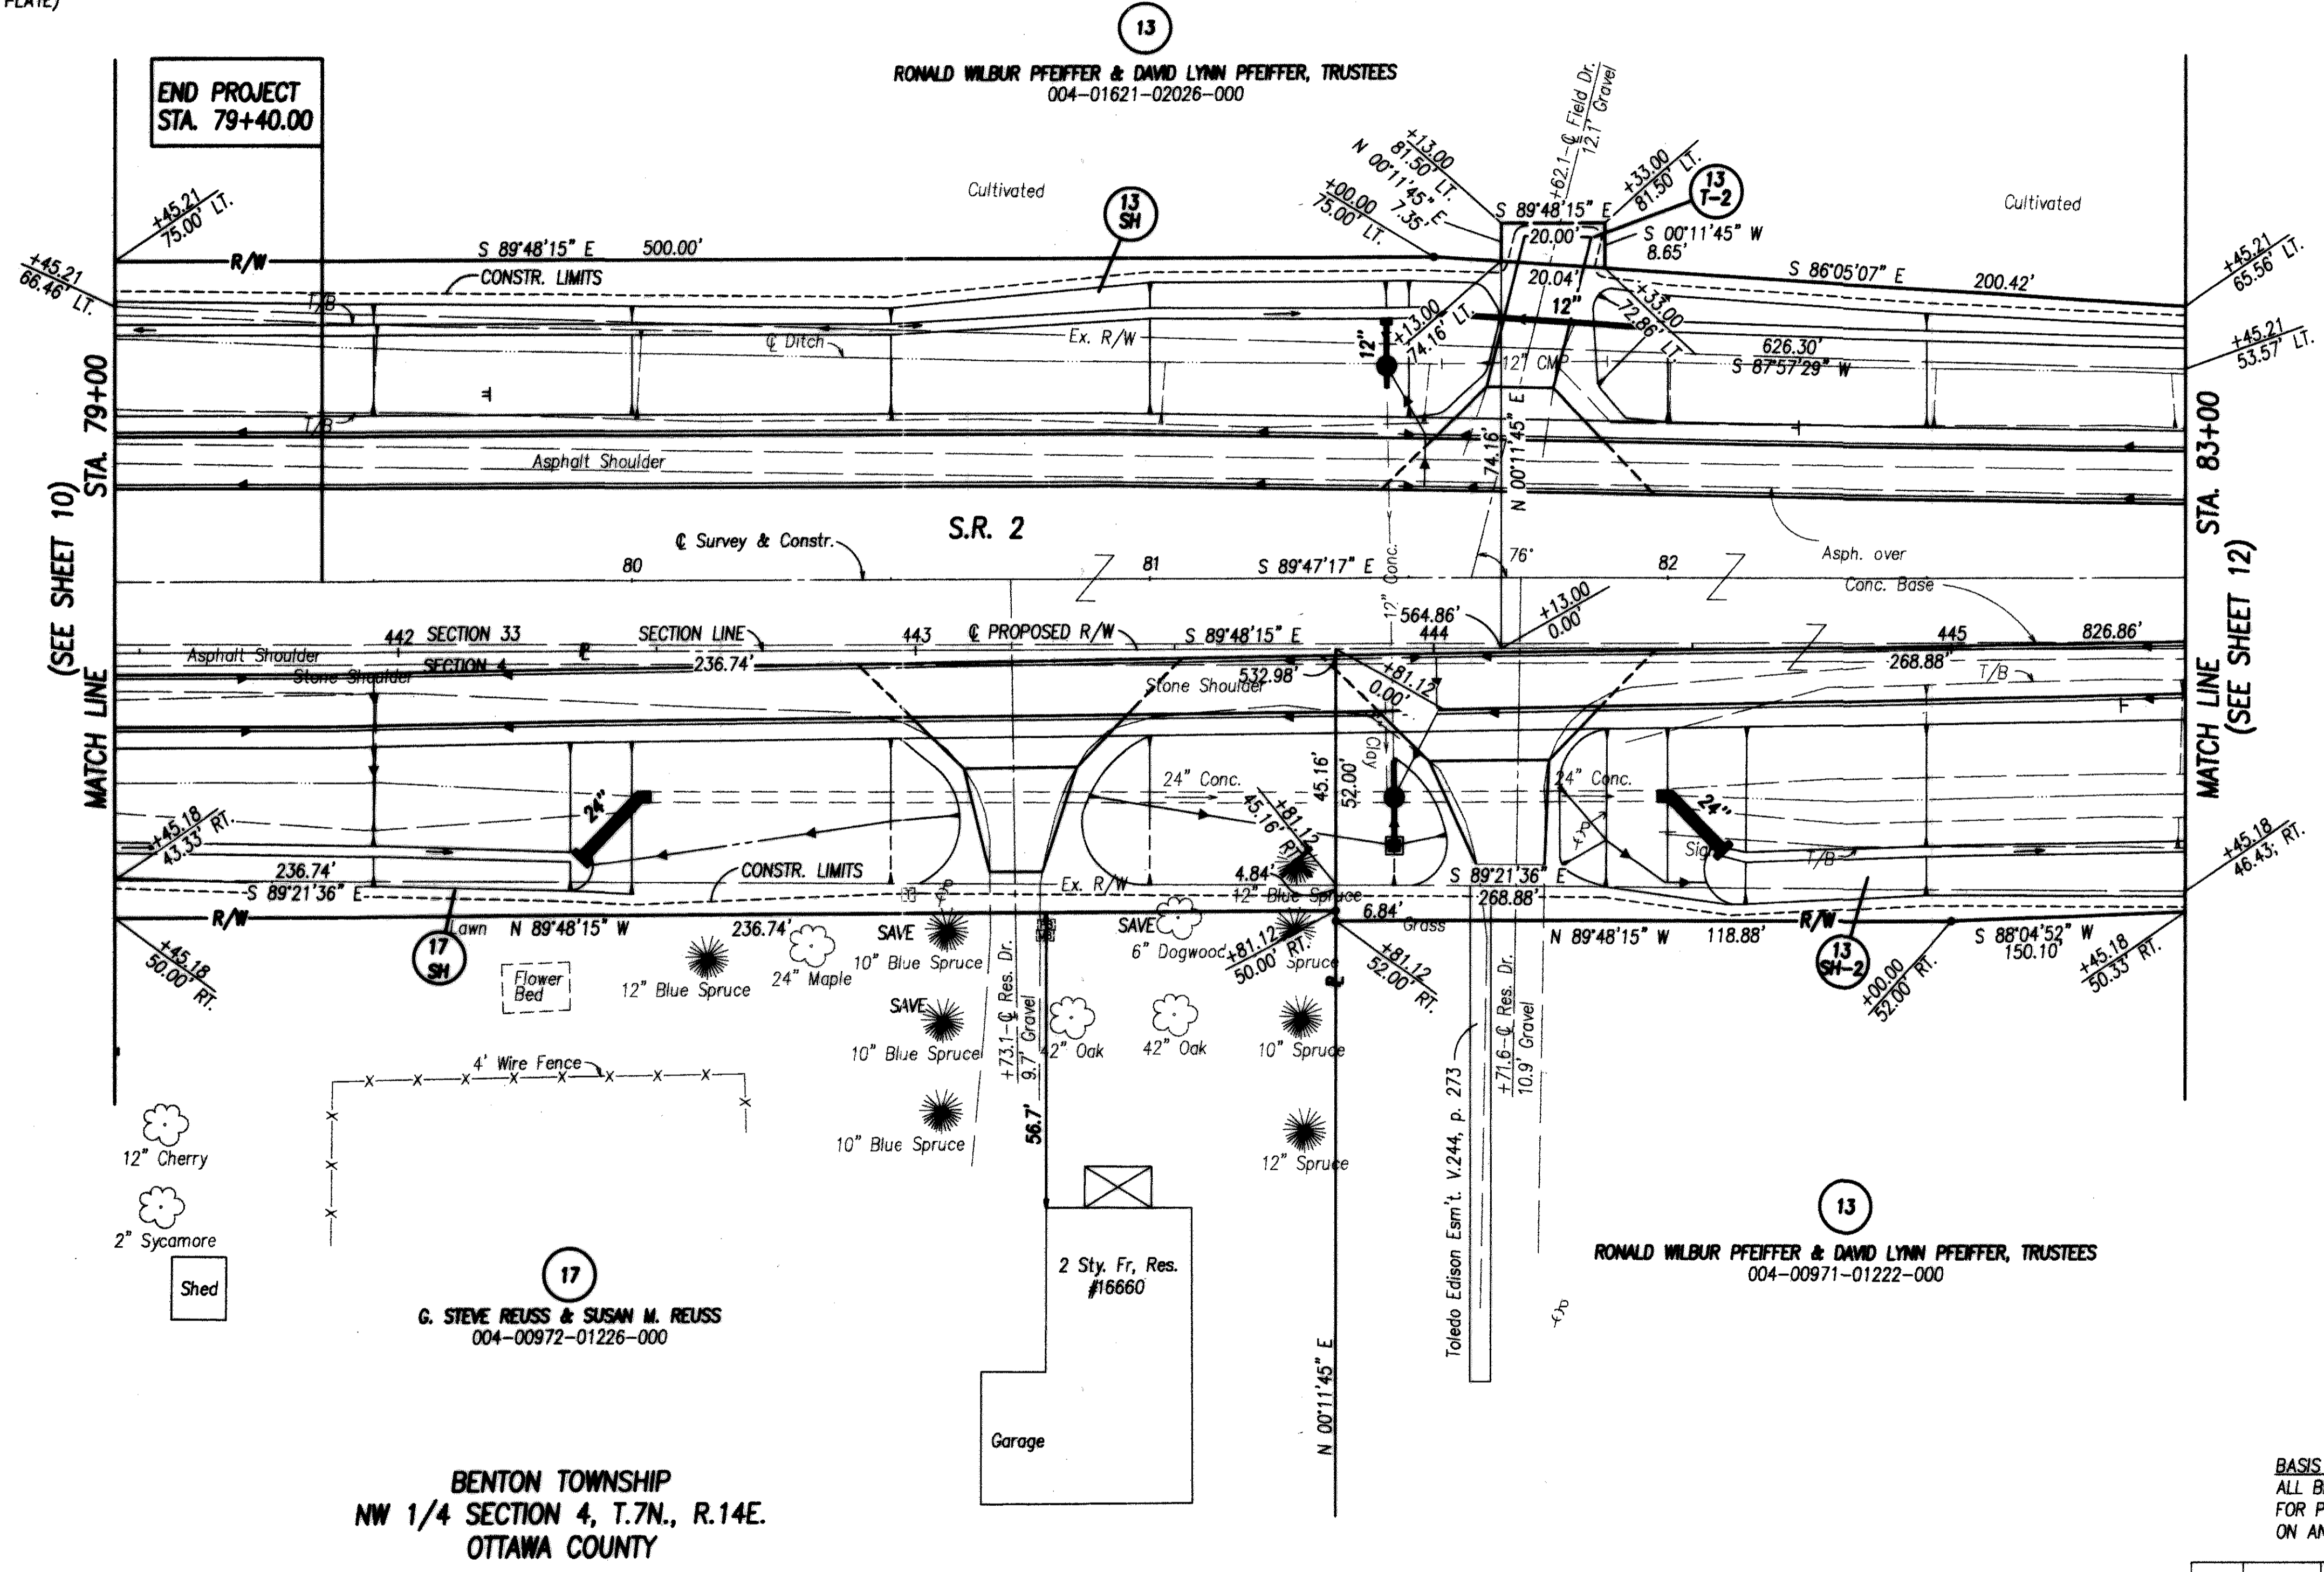 PLATE)
13
RONALD WILBUR PFEIFFER & DAVID LYNN PFEIFFER, TRUSTEES
004-01621-02026-000
END PROJECT
STA. 79+40.00
+62.1-℄ Field Dr.
12.1' Gravel
+13.00
81.50' LT.
N 00°11'45" E
7.35'
+00.00
75.00' LT.
+33.00
81.50' LT.
13
T-2
Cultivated
Cultivated
13
SH
+45.21
75.00' LT.
+45.21
66.46' LT.
R/W
S 89°48'15" E 500.00'
CONSTR. LIMITS
S 89°48'15" E
20.00'
S 00°11'45" W
8.65'
20.04'
12"
S 86°05'07" E 200.42'
+45.21
65.56' LT.
+45.21
53.57' LT.
T/B
℄ Ditch
Ex. R/W
12"
+13.00
74.16' LT.
+33.00
72.86' LT.
12" CMP
626.30'
S 87°57'29" W
T/B
Asphalt Shoulder
74.16'
N 00°11'45" E
MATCH LINE STA. 79+00
(SEE SHEET 10)
MATCH LINE STA. 83+00
(SEE SHEET 12)
S.R. 2
℄ Survey & Constr.
80
81
S 89°47'17" E
12" Conc.
76°
82
Asph. over
Conc. Base
564.86'
+13.00
0.00'
442
SECTION 33
SECTION LINE
443
℄ PROPOSED R/W
S 89°48'15" E
444
445
826.86'
Asphalt Shoulder
SECTION 4
236.74'
Stone Shoulder
532.98'
Stone Shoulder
+81.12
0.00'
268.88'
T/B
Clay
24"
24" Conc.
45.16'
52.00'
+81.12
45.16' RT.
24" Conc.
24"
Sign
T/B
+45.18
43.33' RT.
236.74'
S 89°21'36" E
CONSTR. LIMITS
Ex. R/W
4.84'
12" Blue Spruce
S 89°21'36" E
268.88'
+45.18
46.43; RT.
R/W
Lawn
N 89°48'15" W
236.74'
17
SH
SAVE
SAVE
6" Dogwood
6.84'
Grass
N 89°48'15" W 118.88'
R/W
13
SH-2
S 88°04'52" W
150.10'
+45.18
50.00' RT.
Flower
Bed
12" Blue Spruce
24" Maple
10" Blue Spruce
+81.12
50.00' RT.
Spruce
+81.12
52.00' RT.
+00.00
52.00' RT.
+45.18
50.33' RT.
SAVE
10" Blue Spruce
+73.1-℄ Res. Dr.
9.7' Gravel
42" Oak
42" Oak
10" Spruce
+71.6-℄ Res. Dr.
10.9' Gravel
4' Wire Fence
10" Blue Spruce
56.7'
12" Spruce
Toledo Edison Esm't. V.244, p. 273
12" Cherry
2" Sycamore
Shed
17
G. STEVE REUSS & SUSAN M. REUSS
004-00972-01226-000
2 Sty. Fr, Res.
#16660
Garage
N 00°11'45" E
13
RONALD WILBUR PFEIFFER & DAVID LYNN PFEIFFER, TRUSTEES
004-00971-01222-000
BENTON TOWNSHIP
NW 1/4 SECTION 4, T.7N., R.14E.
OTTAWA COUNTY
BASIS
ALL B
FOR P
ON AN